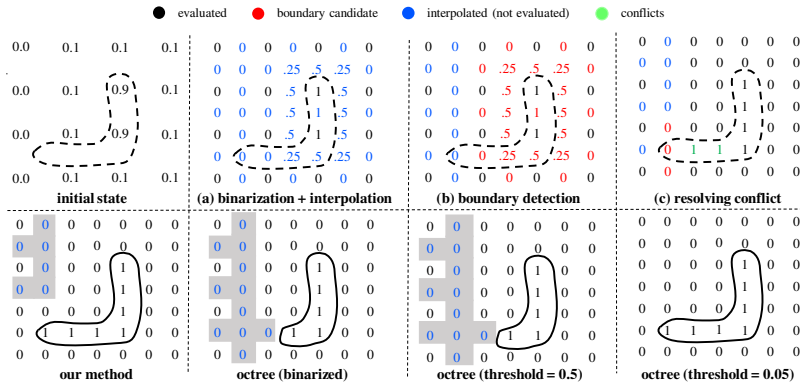 evaluated
boundary candidate
interpolated (not evaluated)
conflicts
0.0 0.1 0.1 0.1
0.0 0.1 0.9 0.1
0.0 0.1 0.9 0.1
0.0 0.1 0.1 0.1
initial state
0 0 0 0 0 0 0
0 0 0 .25 .5 .25 0
0 0 0 .5 1 .5 0
0 0 0 .5 1 .5 0
0 0 0 .5 1 .5 0
0 0 0 .25 .5 .25 0
0 0 0 0 0 0 0
(a) binarization + interpolation
0 0 0 0 0 0 0
0 0 0 .25 .5 .25 0
0 0 0 .5 1 .5 0
0 0 0 .5 1 .5 0
0 0 0 .5 1 .5 0
0 0 0 .25 .25 .5 0
0 0 0 0 0 0 0
(b) boundary detection
0 0 0 0 0 0 0
0 0 0 0 0 0 0
0 0 0 0 1 0 0
0 0 0 0 1 0 0
0 0 0 0 1 0 0
0 0 1 1 1 0 0
0 0 0 0 0 0 0
(c) resolving conflict
0 0 0 0 0 0 0
0 0 0 0 0 0 0
0 0 0 0 1 0 0
0 0 0 0 1 0 0
0 0 0 0 1 0 0
0 1 1 1 1 0 0
0 0 0 0 0 0 0
our method
0 0 0 0 0 0 0
0 0 0 0 0 0 0
0 0 0 0 1 0 0
0 0 0 0 1 0 0
0 0 0 0 1 0 0
0 0 0 1 1 0 0
0 0 0 0 0 0 0
octree (binarized)
0 0 0 0 0 0 0
0 0 0 0 0 0 0
0 0 0 0 1 0 0
0 0 0 0 1 0 0
0 0 0 0 1 0 0
0 0 0 1 1 0 0
0 0 0 0 0 0 0
octree (threshold = 0.5)
0 0 0 0 0 0 0
0 0 0 0 0 0 0
0 0 0 0 1 0 0
0 0 0 0 1 0 0
0 0 0 0 1 0 0
0 1 1 1 1 0 0
0 0 0 0 0 0 0
octree (threshold = 0.05)